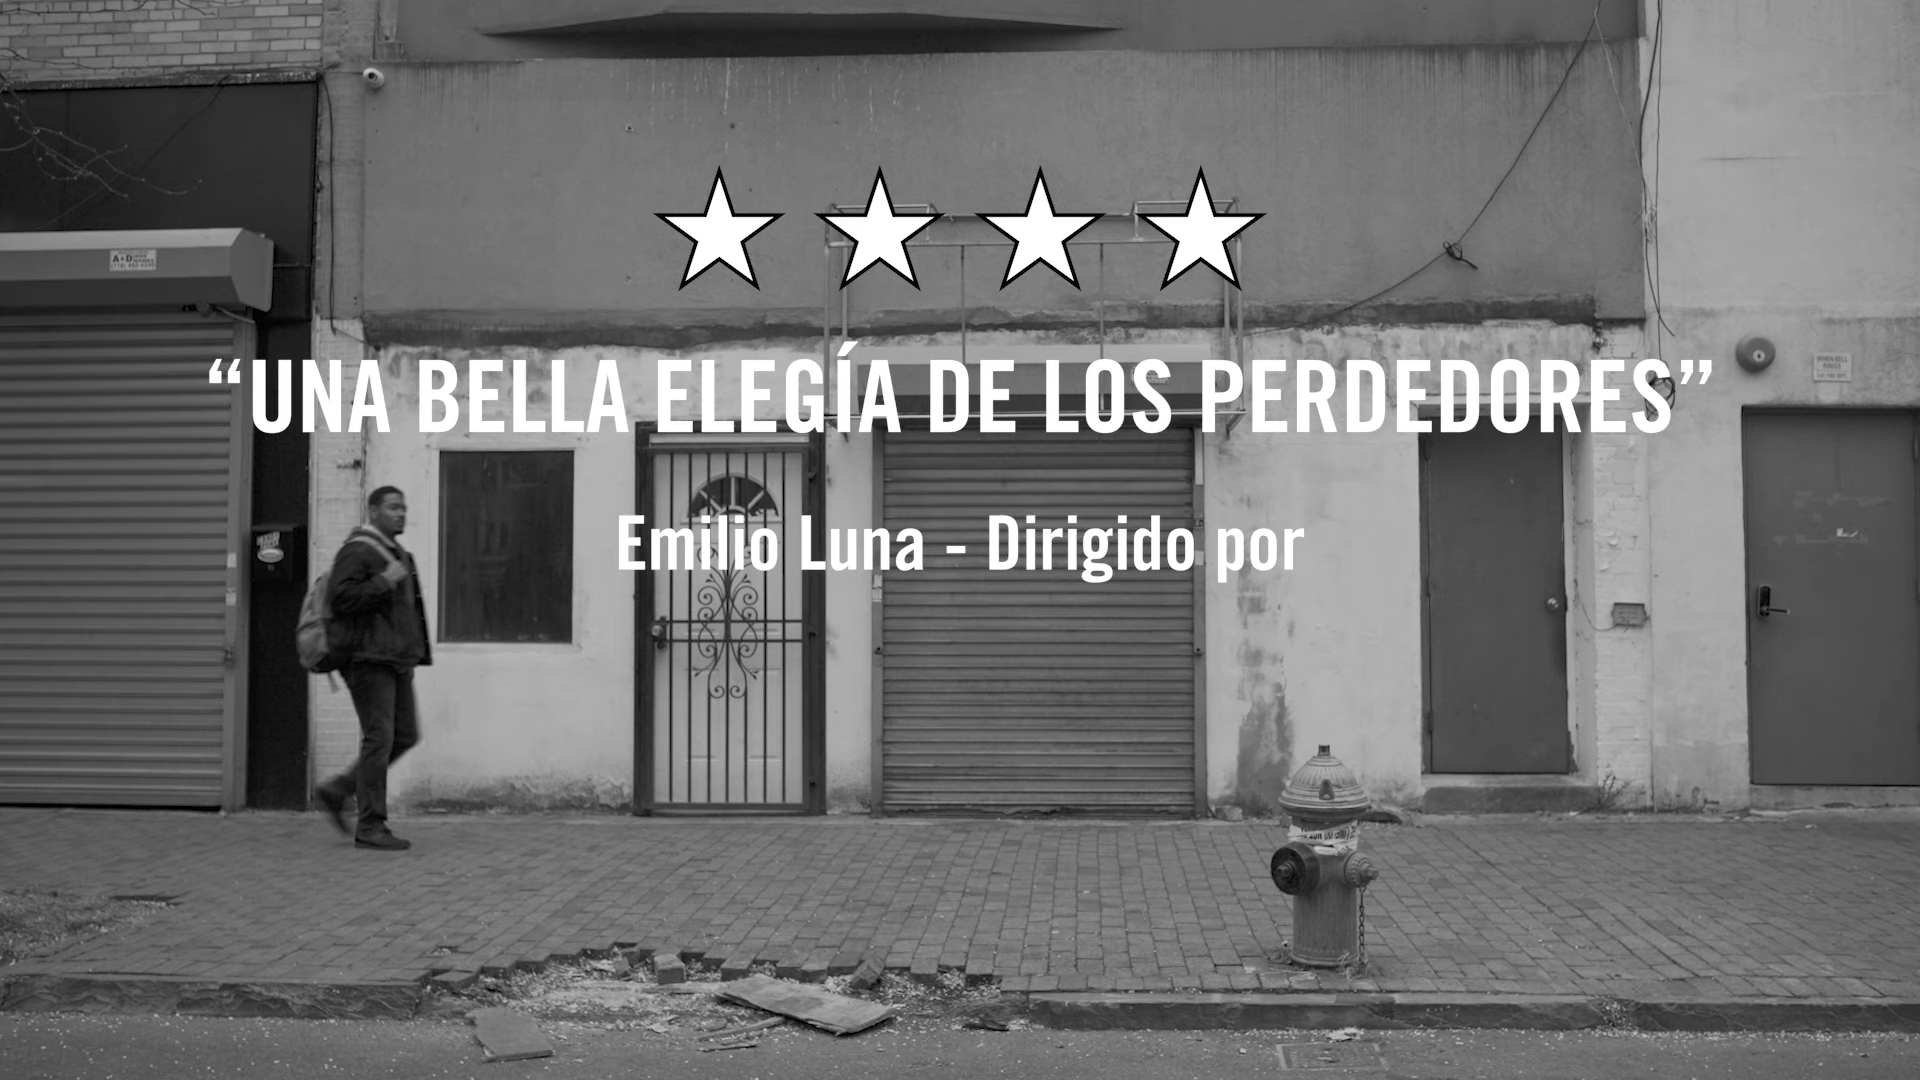 “UNA BELLA ELEGÍA DE LOS PERDEDORES”
Emilio Luna - Dirigido por
A+D